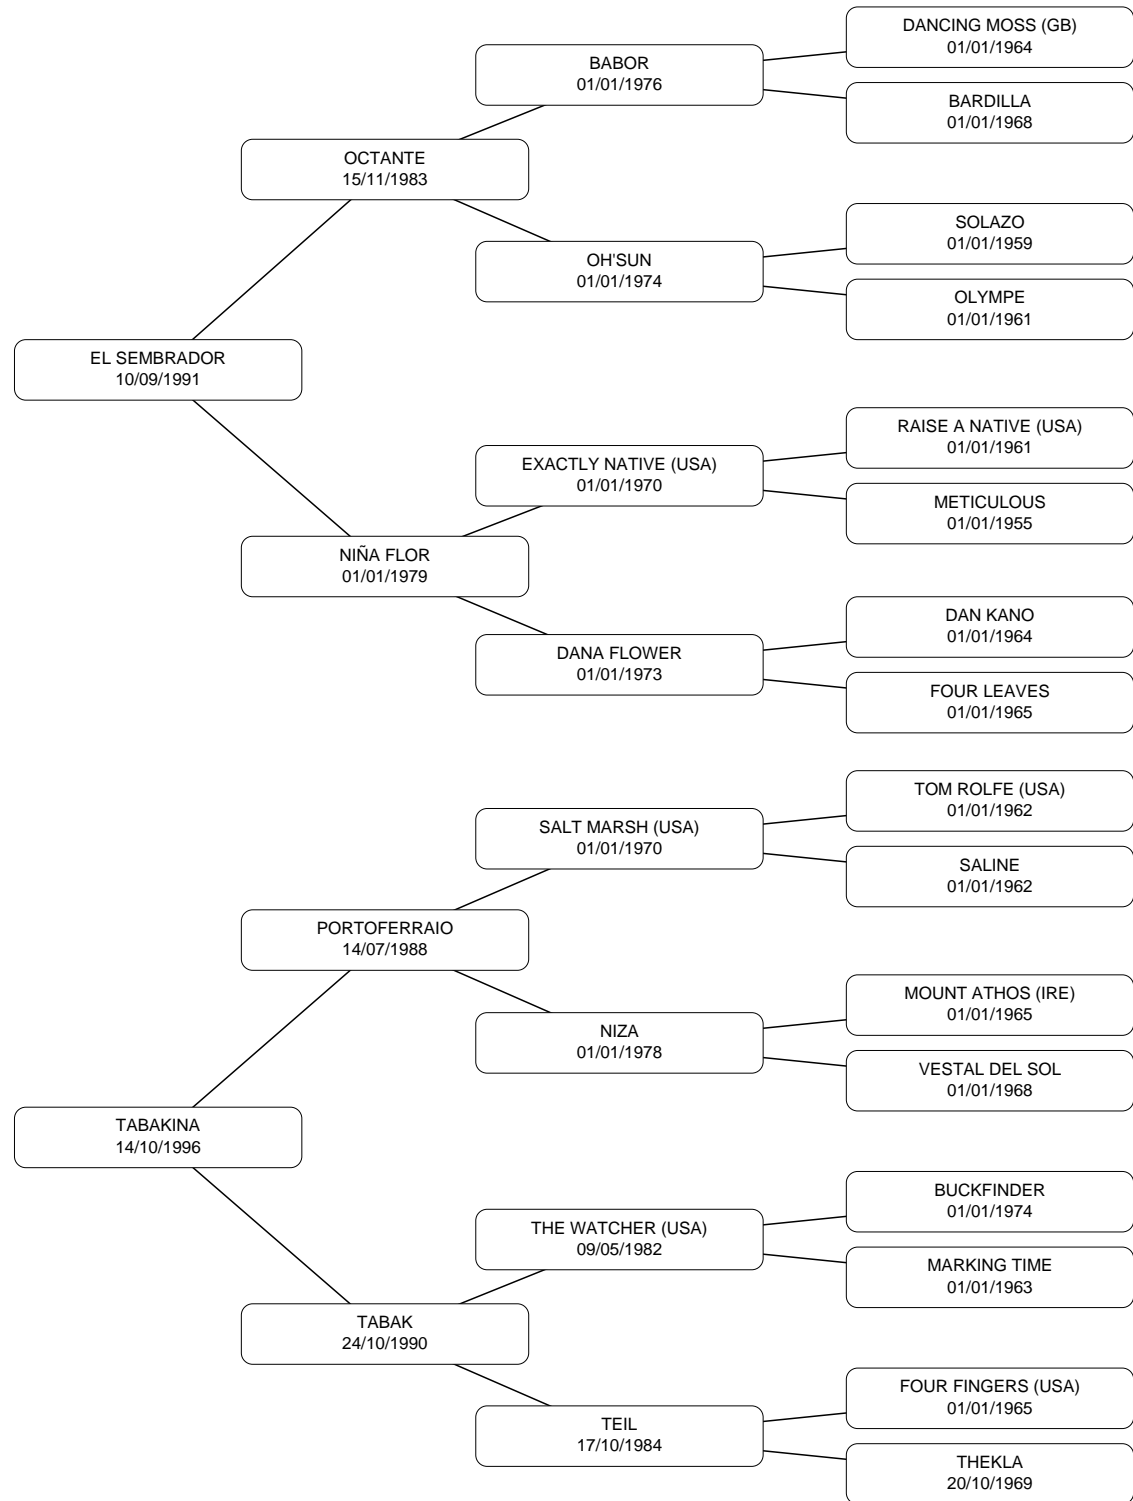 DANCING MOSS (GB)
01/01/1964
BABOR
01/01/1976
BARDILLA
01/01/1968
OCTANTE
15/11/1983
SOLAZO
01/01/1959
OH'SUN
01/01/1974
OLYMPE
01/01/1961
EL SEMBRADOR
10/09/1991
RAISE A NATIVE (USA)
01/01/1961
EXACTLY NATIVE (USA)
01/01/1970
METICULOUS
01/01/1955
NIÑA FLOR
01/01/1979
DAN KANO
01/01/1964
DANA FLOWER
01/01/1973
FOUR LEAVES
01/01/1965
TOM ROLFE (USA)
01/01/1962
SALT MARSH (USA)
01/01/1970
SALINE
01/01/1962
PORTOFERRAIO
14/07/1988
MOUNT ATHOS (IRE)
01/01/1965
NIZA
01/01/1978
VESTAL DEL SOL
01/01/1968
TABAKINA
14/10/1996
BUCKFINDER
01/01/1974
THE WATCHER (USA)
09/05/1982
MARKING TIME
01/01/1963
TABAK
24/10/1990
FOUR FINGERS (USA)
01/01/1965
TEIL
17/10/1984
THEKLA
20/10/1969